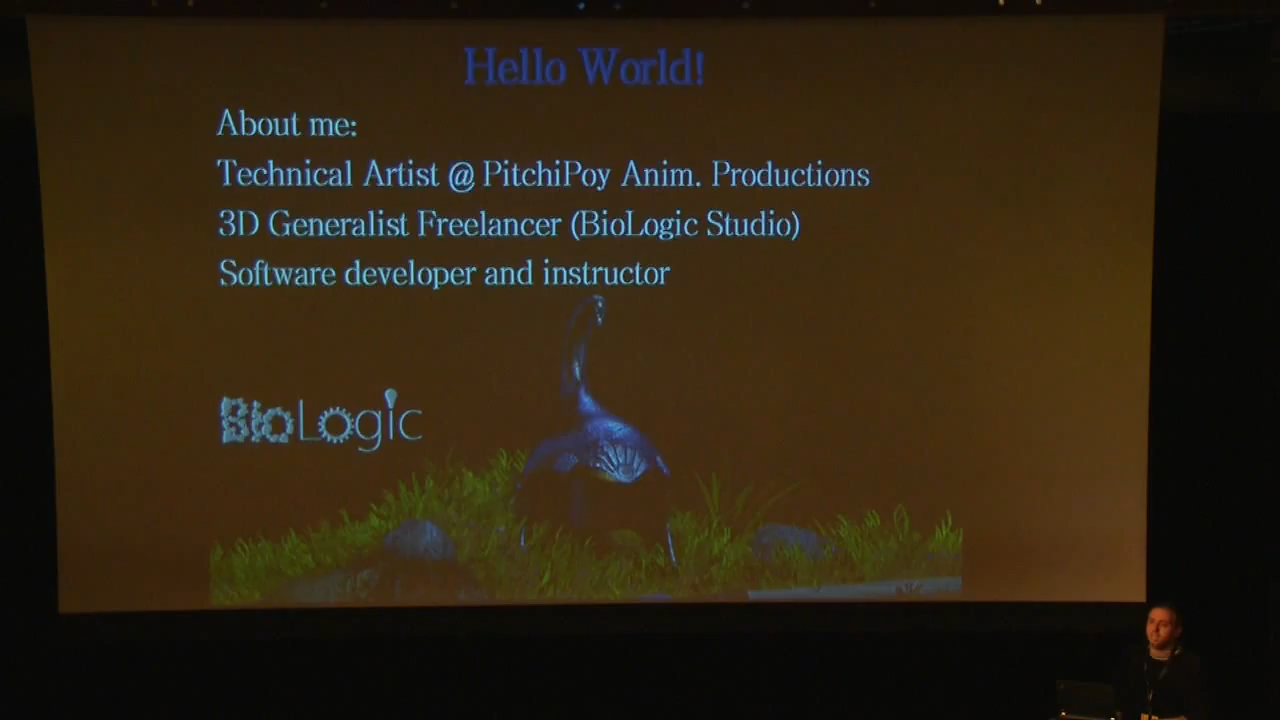 Hello World!
About me:
Technical Artist @ PitchiPoy Anim. Productions
3D Generalist Freelancer (BioLogic Studio)
Software developer and instructor
BioLogic